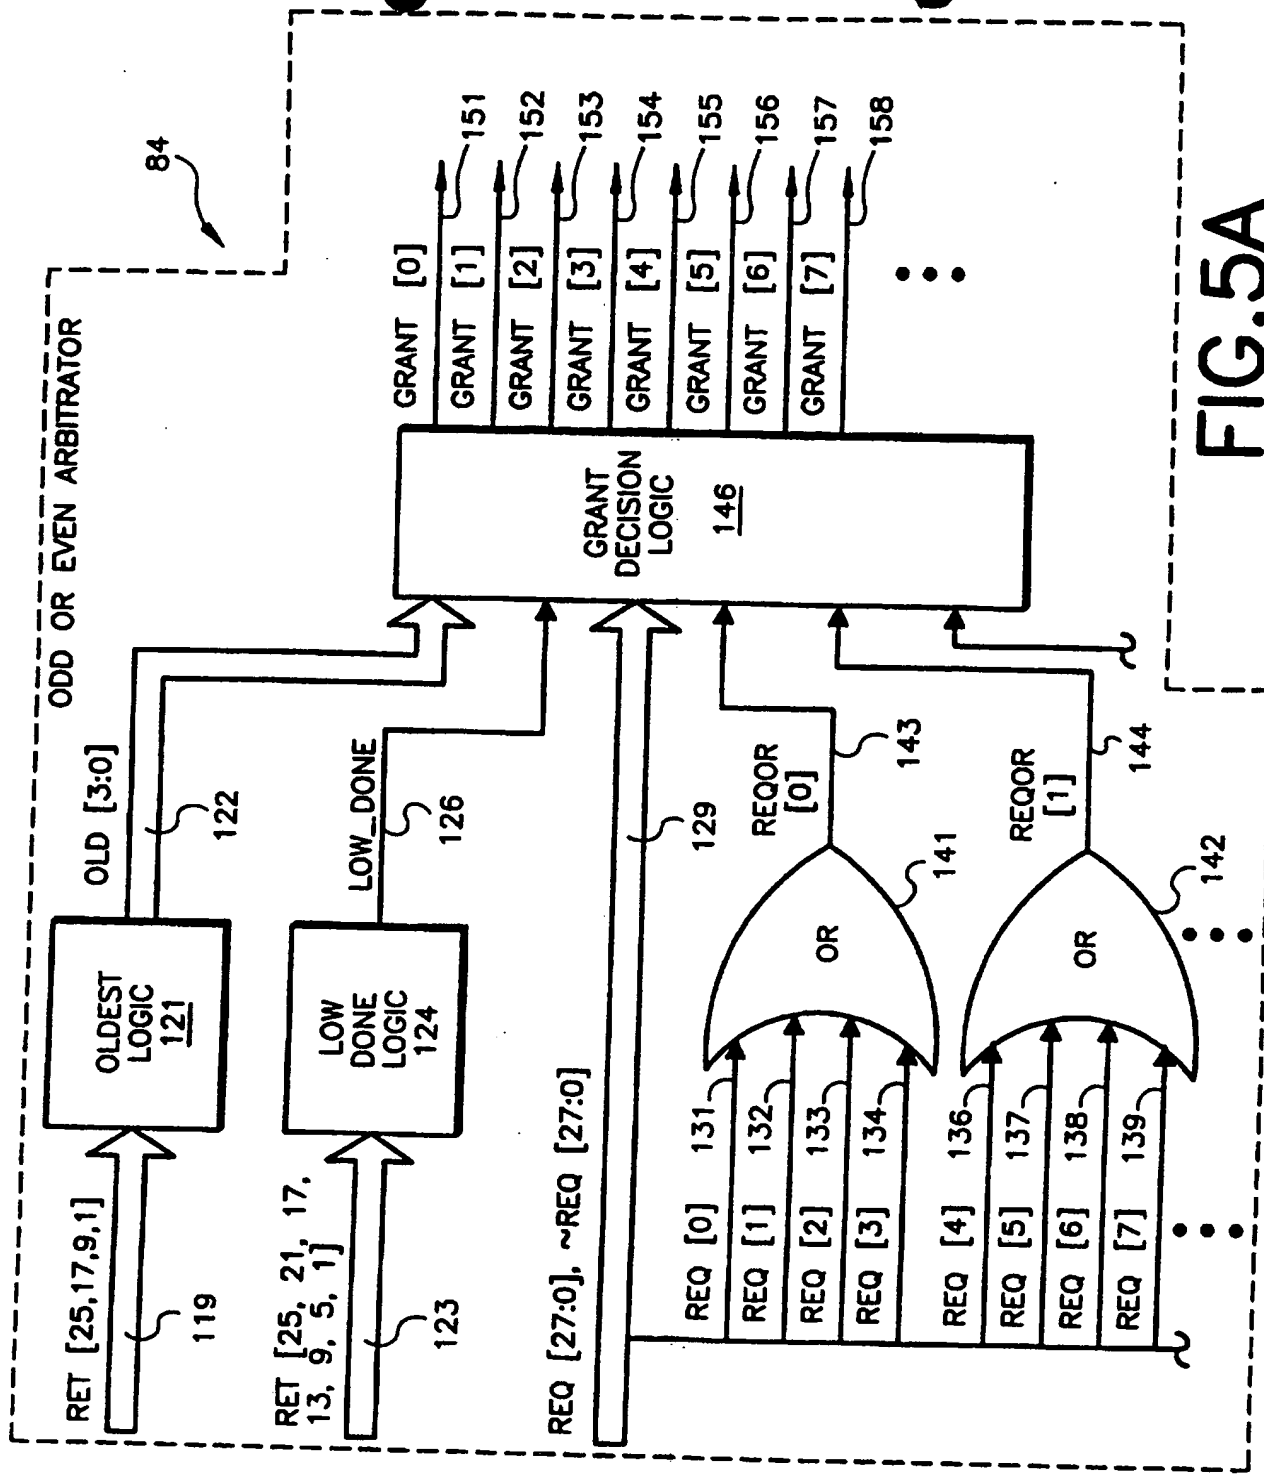 84
ODD OR EVEN ARBITRATOR
RET [25,17,9,1]
119
OLDEST
LOGIC
121
OLD [3:0]
122
RET [25, 21, 17,
13, 9, 5, 1]
123
LOW
DONE
LOGIC
124
LOW_DONE
126
REQ [27:0], ~REQ [27:0]
129
REQ [0] 131
REQ [1] 132
REQ [2] 133
REQ [3] 134
OR
141
REQOR
[0]
143
REQ [4] 136
REQ [5] 137
REQ [6] 138
REQ [7] 139
OR
142
REQOR
[1]
144
GRANT
DECISION
LOGIC
146
GRANT [0]
151
GRANT [1]
152
GRANT [2]
153
GRANT [3]
154
GRANT [4]
155
GRANT [5]
156
GRANT [6]
157
GRANT [7]
158
FIG.5A